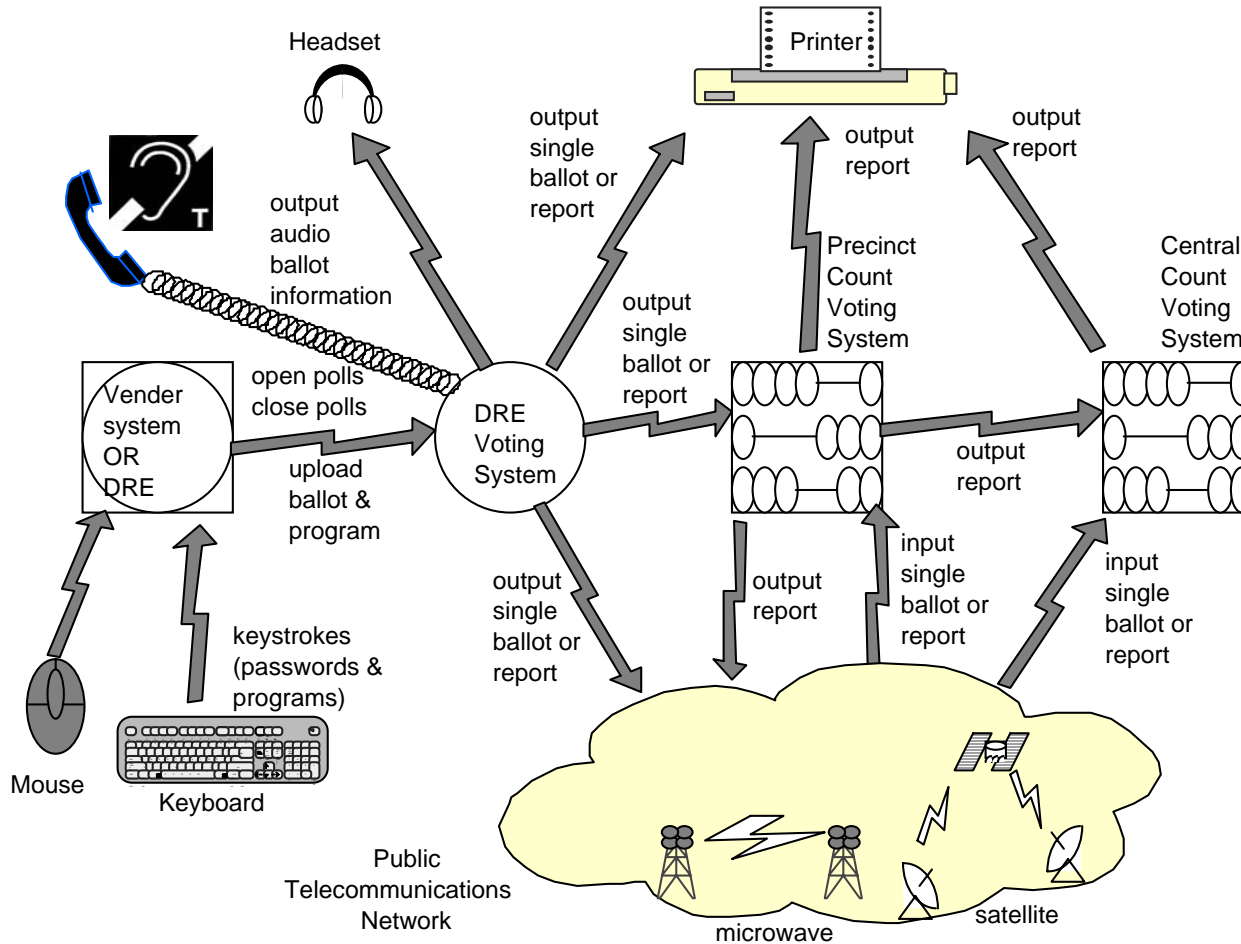 Headset
Printer
output
single
ballot or
report
output
report
output
report
T
output
audio
ballot
information
Precinct
Count
Voting
System
Central
Count
Voting
System
output
single
ballot or
report
Vender
system
OR
DRE
open polls
close polls
upload
ballot &
program
DRE
Voting
System
output
report
output
single
ballot or
report
output
report
input
single
ballot or
report
input
single
ballot or
report
keystrokes
(passwords &
programs)
Mouse
Keyboard
Public
Telecommunications
Network
microwave
satellite